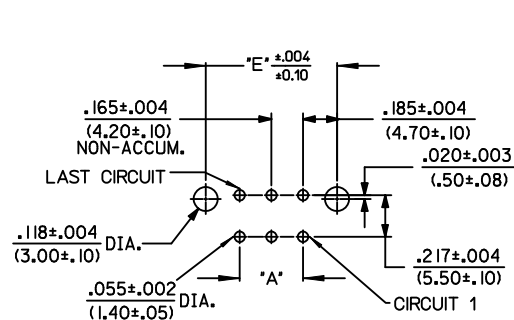 "E" ±.004
±0.10
.165±.004
(4.20±.10)
NON-ACCUM.
.185±.004
(4.70±.10)
.020±.003
(.50±.08)
LAST CIRCUIT
.118±.004 DIA.
(3.00±.10)
.217±.004
(5.50±.10)
"A"
.055±.002 DIA.
(1.40±.05)
CIRCUIT 1